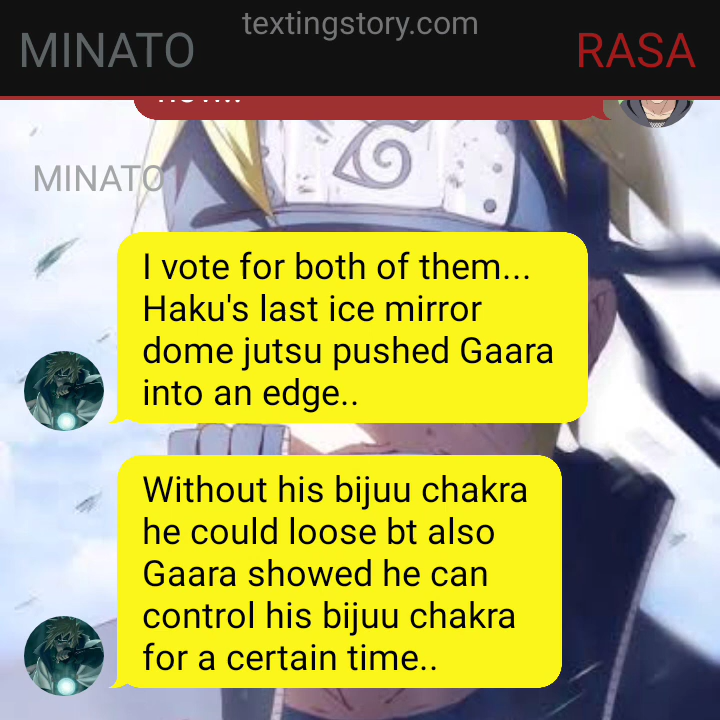 textingstory.com
MINATO
RASA
MINATO
I vote for both of them...
Haku's last ice mirror
dome jutsu pushed Gaara
into an edge..
Without his bijuu chakra
he could loose bt also
Gaara showed he can
control his bijuu chakra
for a certain time..